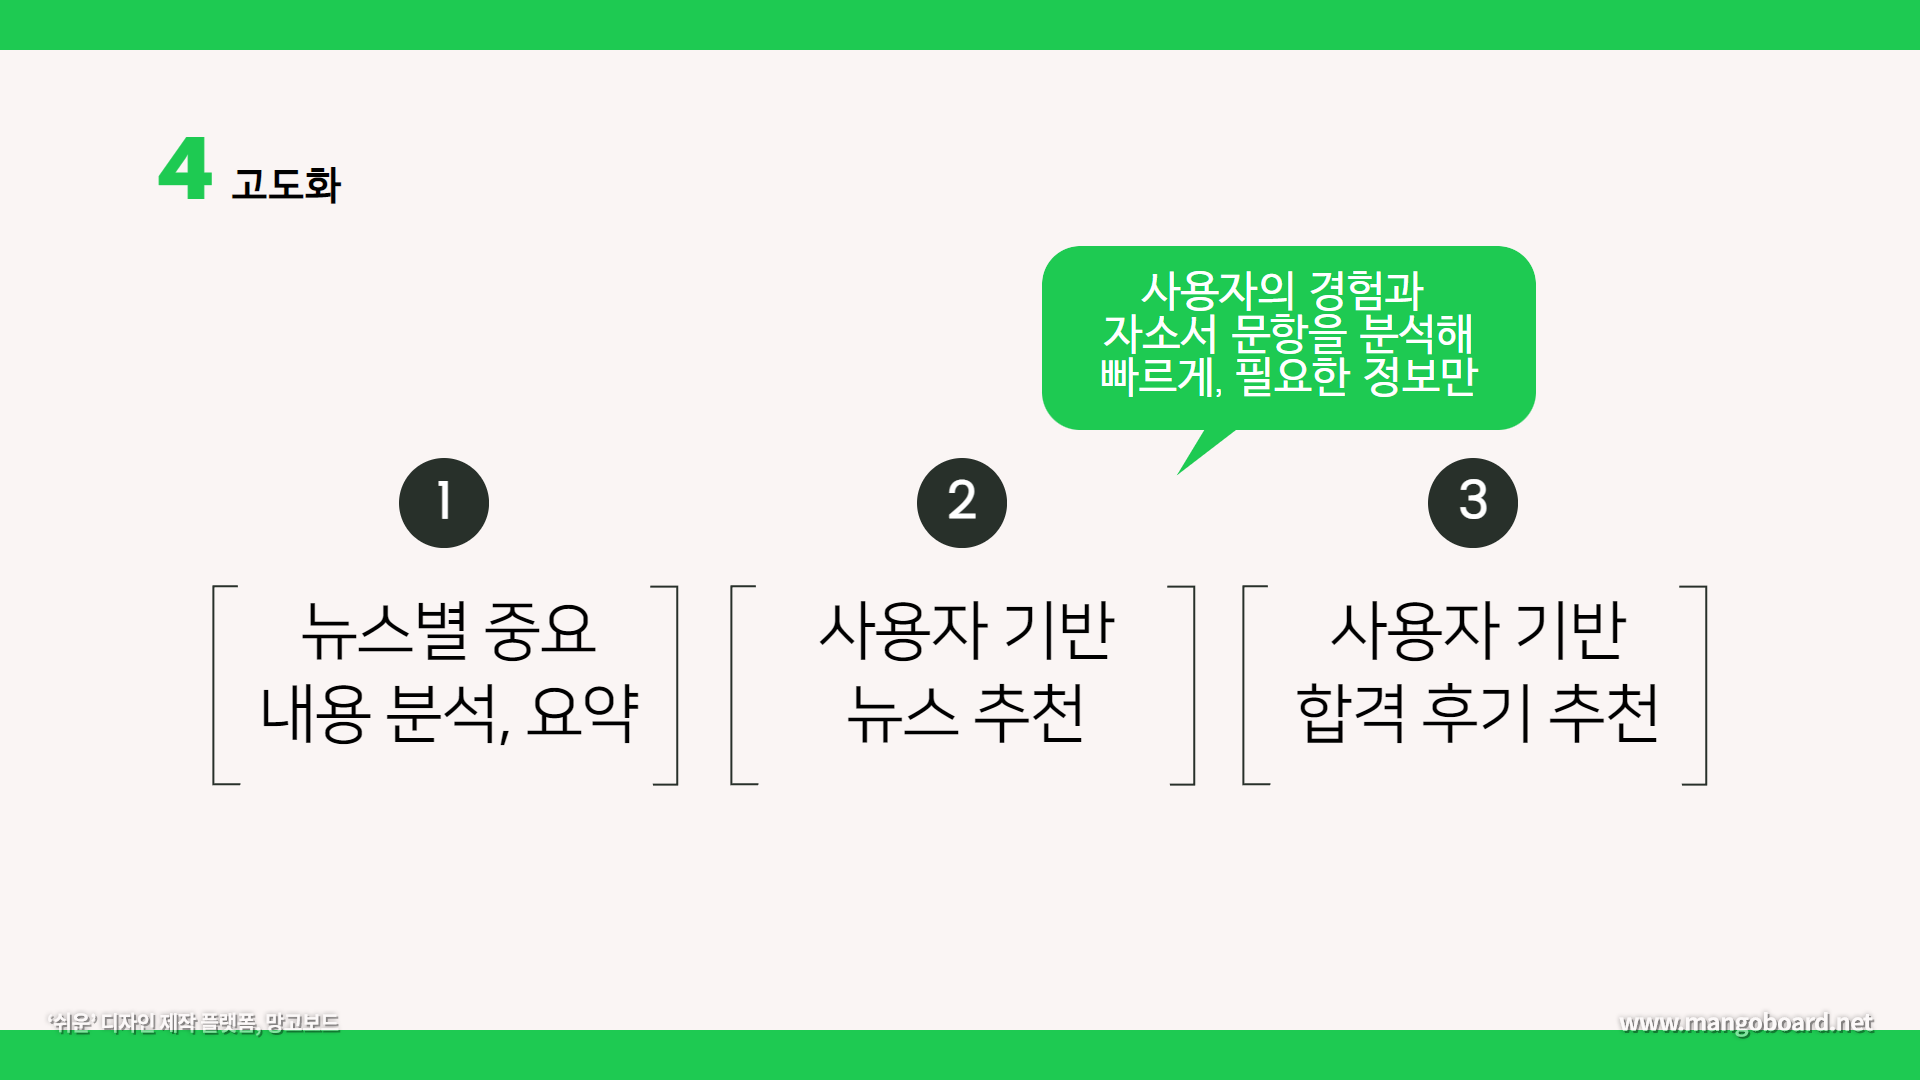 4 고도화
사용자의 경험과
자소서 문항을 분석해
빠르게, 필요한 정보만
1
뉴스별 중요
내용 분석, 요약
2
사용자 기반
뉴스 추천
3
사용자 기반
합격 후기 추천
‘쉬운’ 디자인 제작 플랫폼, 망고보드
www.mangoboard.net